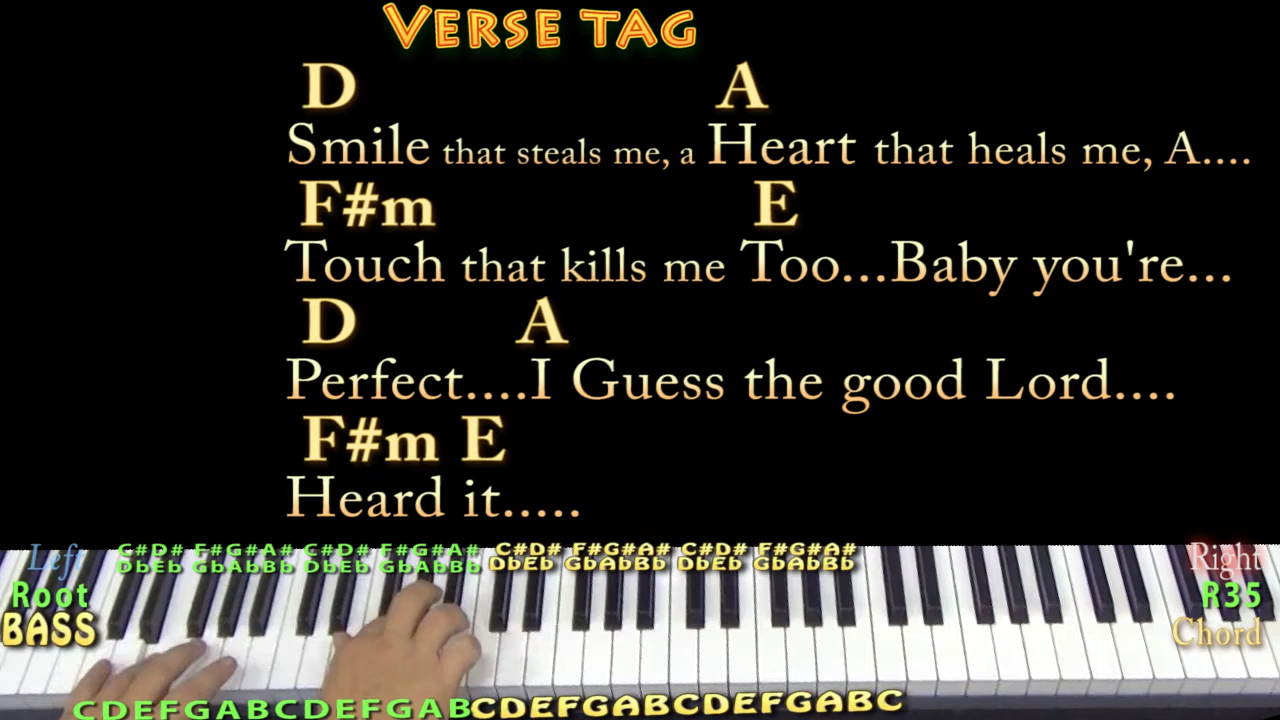 VERSE TAG
D A
Smile that steals me, a Heart that heals me, A....
F#m E
Touch that kills me Too...Baby you're...
D A
Perfect....I Guess the good Lord....
F#m E
Heard it.....
Left C#D# F#G#A# C#D# F#G#A# C#D# F#G#A# C#D# F#G#A# Right
DbEb GbAbBb DbEb GbAbBb DbEb GbAbBb DbEb GbAbBb
Root R35
BASS Chord
CDEFGABCDEFGABCDEFGABCDEFGABC